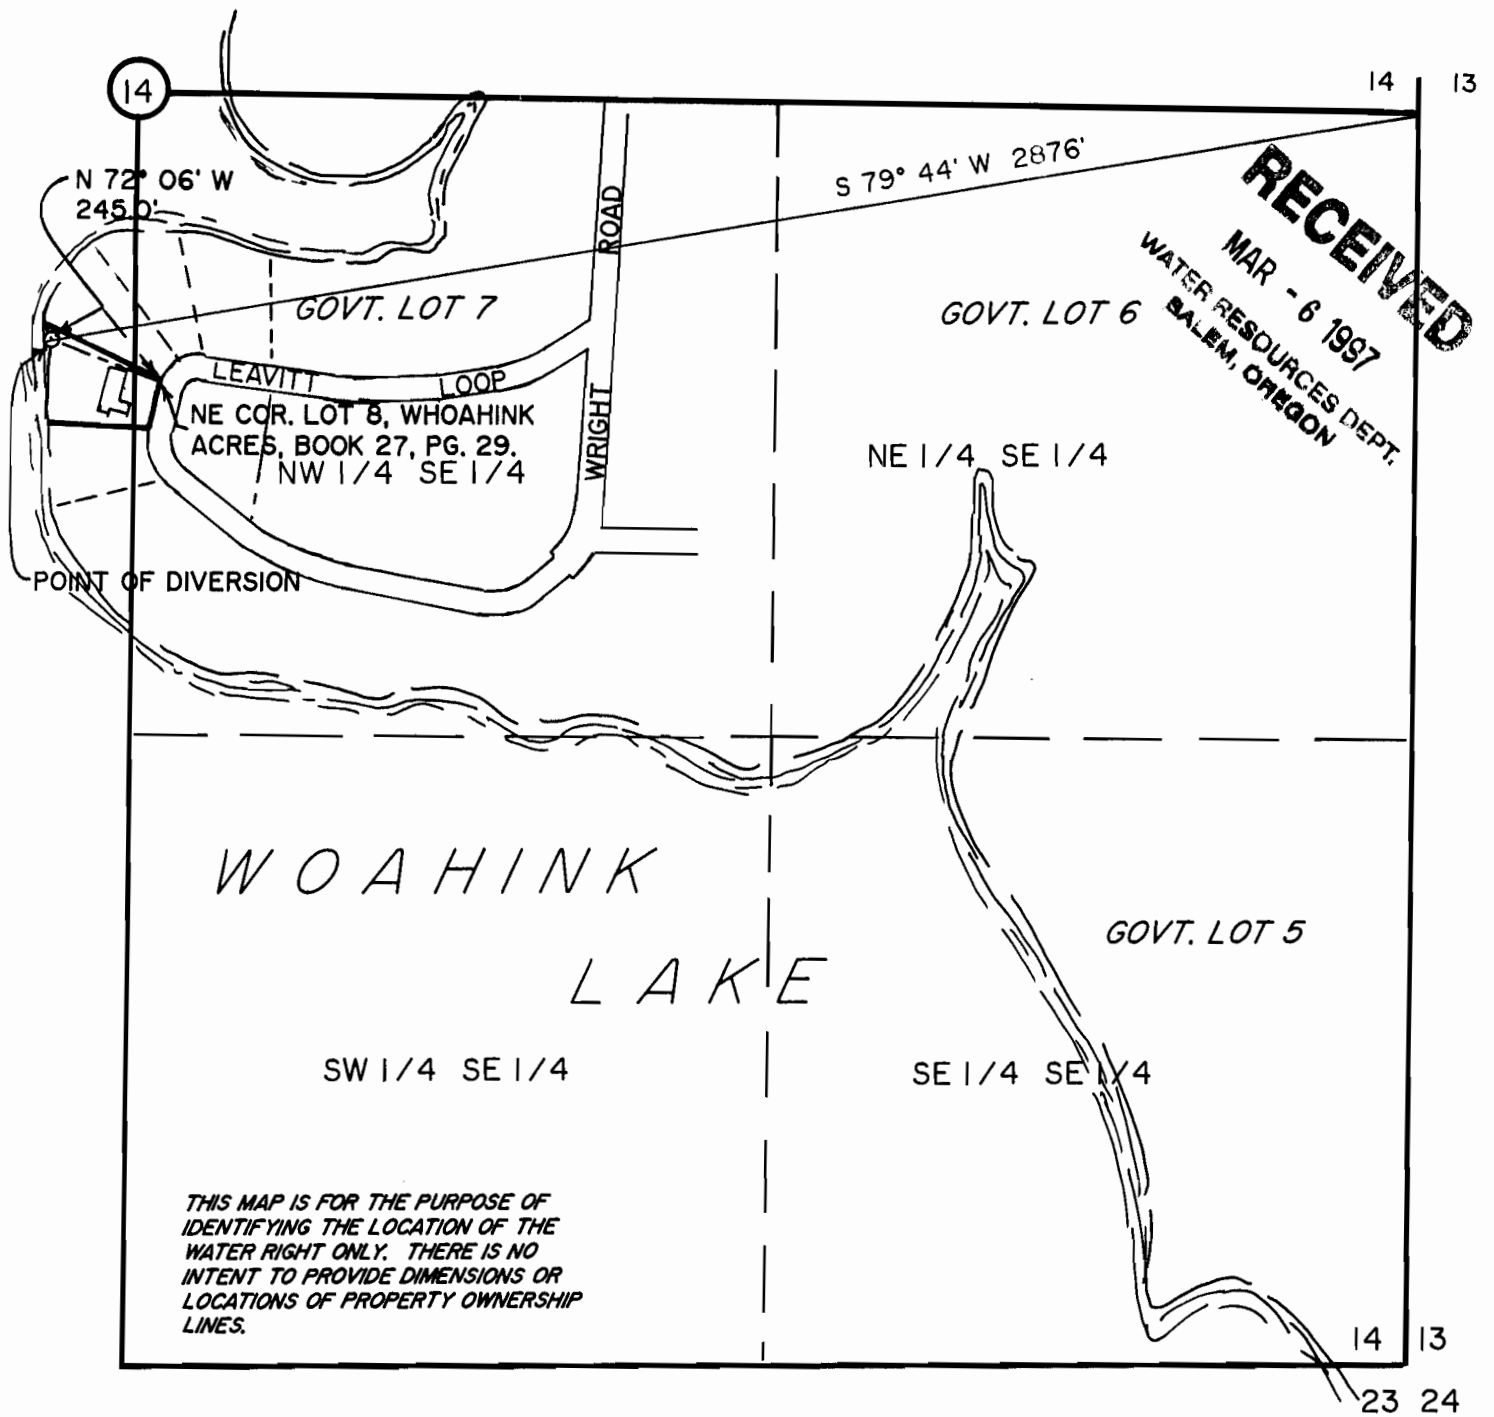 14
14 13
N 72° 06' W
245.0'
S 79° 44' W 2876'
RECEIVED
MAR - 6 1997
WATER RESOURCES DEPT.
SALEM, OREGON
ROAD
GOVT. LOT 7
GOVT. LOT 6
LEAVITT LOOP
NE COR. LOT 8, WHOAHINK
ACRES, BOOK 27, PG. 29.
WRIGHT
NW 1/4 SE 1/4
NE 1/4 SE 1/4
POINT OF DIVERSION
WOAHINK
LAKE
GOVT. LOT 5
SW 1/4 SE 1/4
SE 1/4 SE 1/4
THIS MAP IS FOR THE PURPOSE OF
IDENTIFYING THE LOCATION OF THE
WATER RIGHT ONLY. THERE IS NO
INTENT TO PROVIDE DIMENSIONS OR
LOCATIONS OF PROPERTY OWNERSHIP
LINES.
14 13
23 24